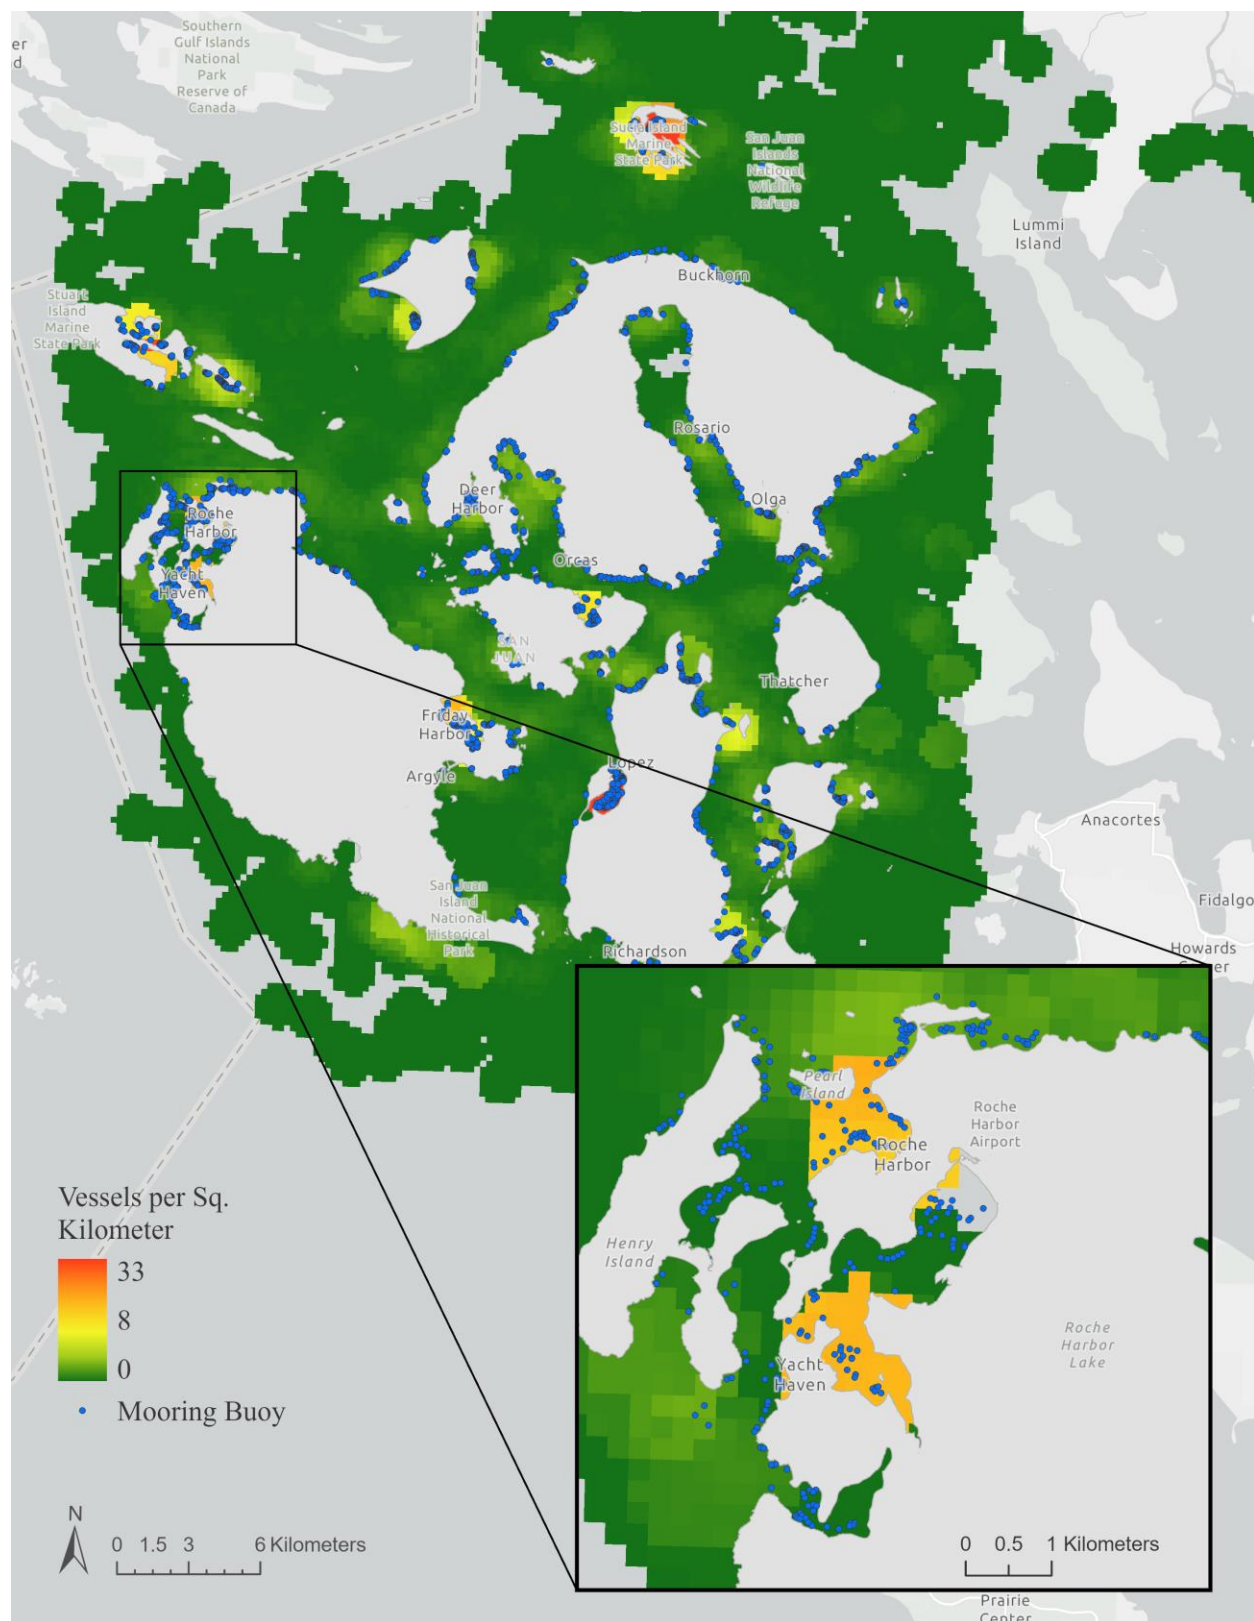 Southern
Gulf Islands
National
Park
Reserve of
Canada
er
d
Sucia Island
Marine
State Park
San Juan
Islands
National
Wildlife
Refuge
Lummi
Island
Buckhorn
Stuart
Island
Marine
State Park
Rosario
Deer
Harbor
Olga
Roche
Harbor
Orcas
Yacht
Haven
SAN
JUAN
Thatcher
Friday
Harbor
Argyle
Lopez
Anacortes
San Juan
Island
National
Historical
Park
Fidalgo
Richardson
Howards
C
er
Pearl
Island
Roche
Harbor
Airport
Roche
Harbor
Henry
Island
Roche
Harbor
Lake
Yacht
Haven
Vessels per Sq.
Kilometer
33
8
0
Mooring Buoy
N
0 1.5 3 6 Kilometers
0 0.5 1 Kilometers
Prairie
Center